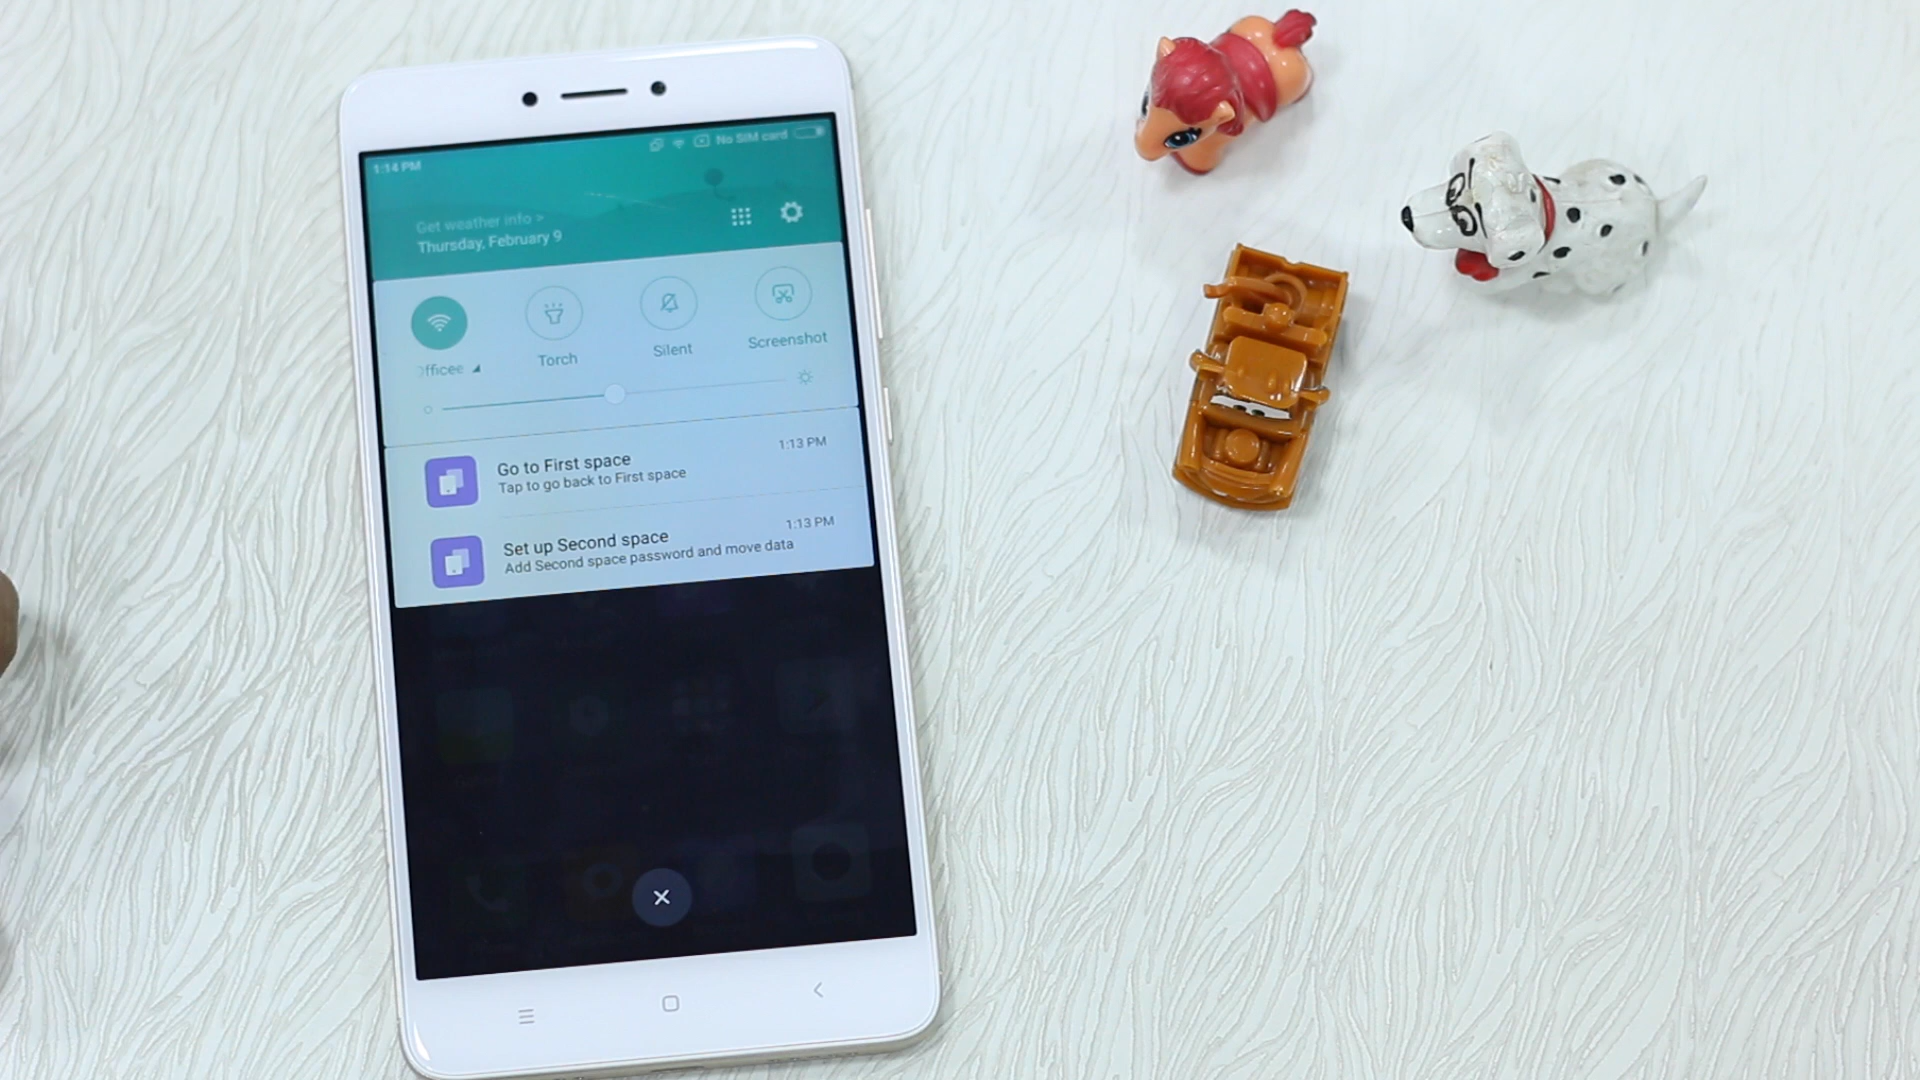 1:14 PM
No SIM card
Get weather info >
Thursday, February 9
Officee
Torch
Silent
Screenshot
Go to First space
1:13 PM
Tap to go back to First space
Set up Second space
1:13 PM
Add Second space password and move data